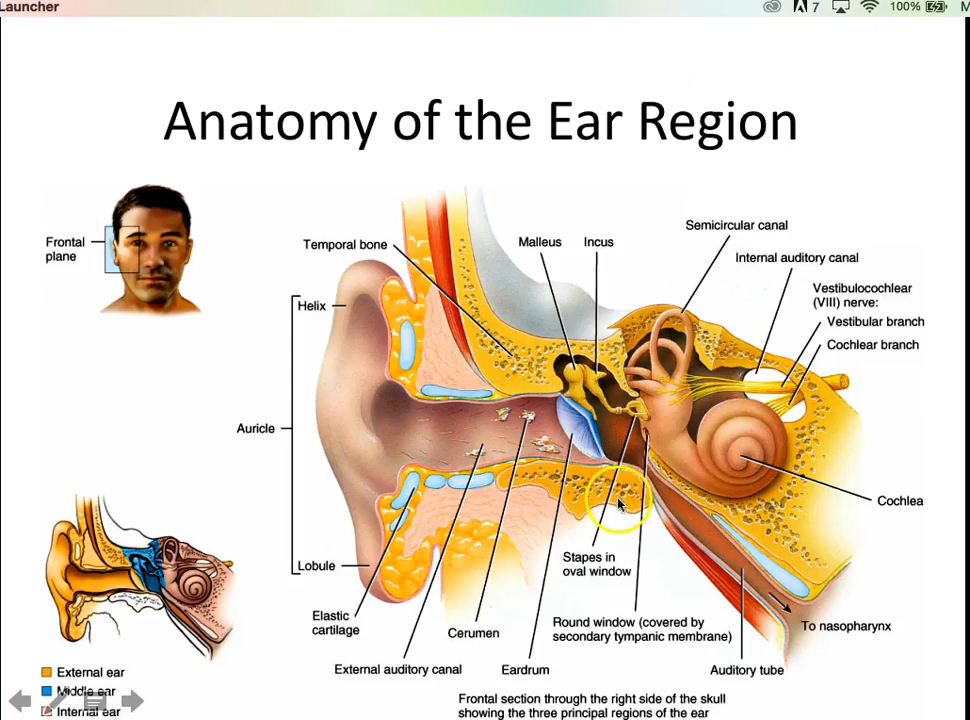 Launcher
7
100%
M
Anatomy of the Ear Region
Frontal
plane
Temporal bone
Malleus
Incus
Semicircular canal
Internal auditory canal
Vestibulocochlear
(VIII) nerve:
Vestibular branch
Cochlear branch
Helix
Auricle
Lobule
Cochlea
Stapes in
oval window
Elastic
cartilage
Cerumen
Round window (covered by
secondary tympanic membrane)
To nasopharynx
External auditory canal
Eardrum
Auditory tube
External ear
Middle ear
Internal ear
Frontal section through the right side of the skull
showing the three principal regions of the ear